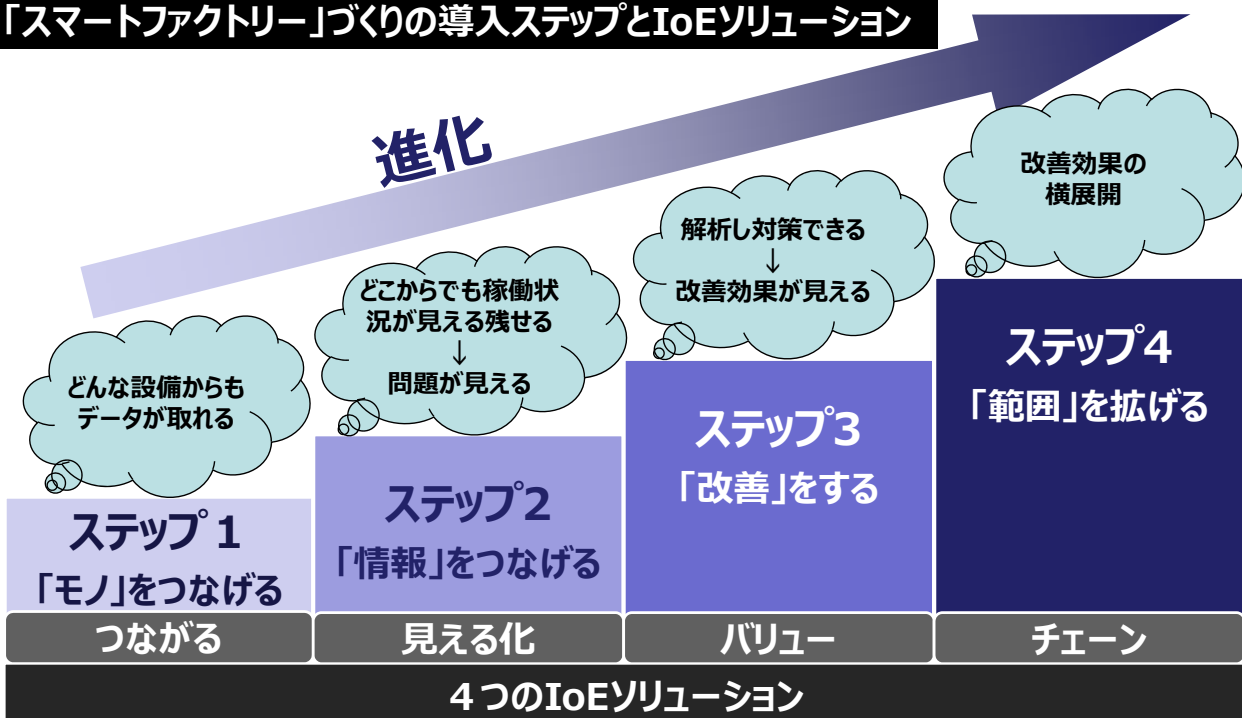 「スマートファクトリー」づくりの導入ステップとIoEソリューション
進化
どんな設備からも
データが取れる
ステップ１
「モノ」をつなげる
つながる
どこからでも稼働状
況が見える残せる
↓
問題が見える
ステップ2
「情報」をつなげる
見える化
解析し対策できる
↓
改善効果が見える
ステップ3
「改善」をする
バリュー
改善効果の
横展開
ステップ4
「範囲」を拡げる
チェーン
４つのIoEソリューション